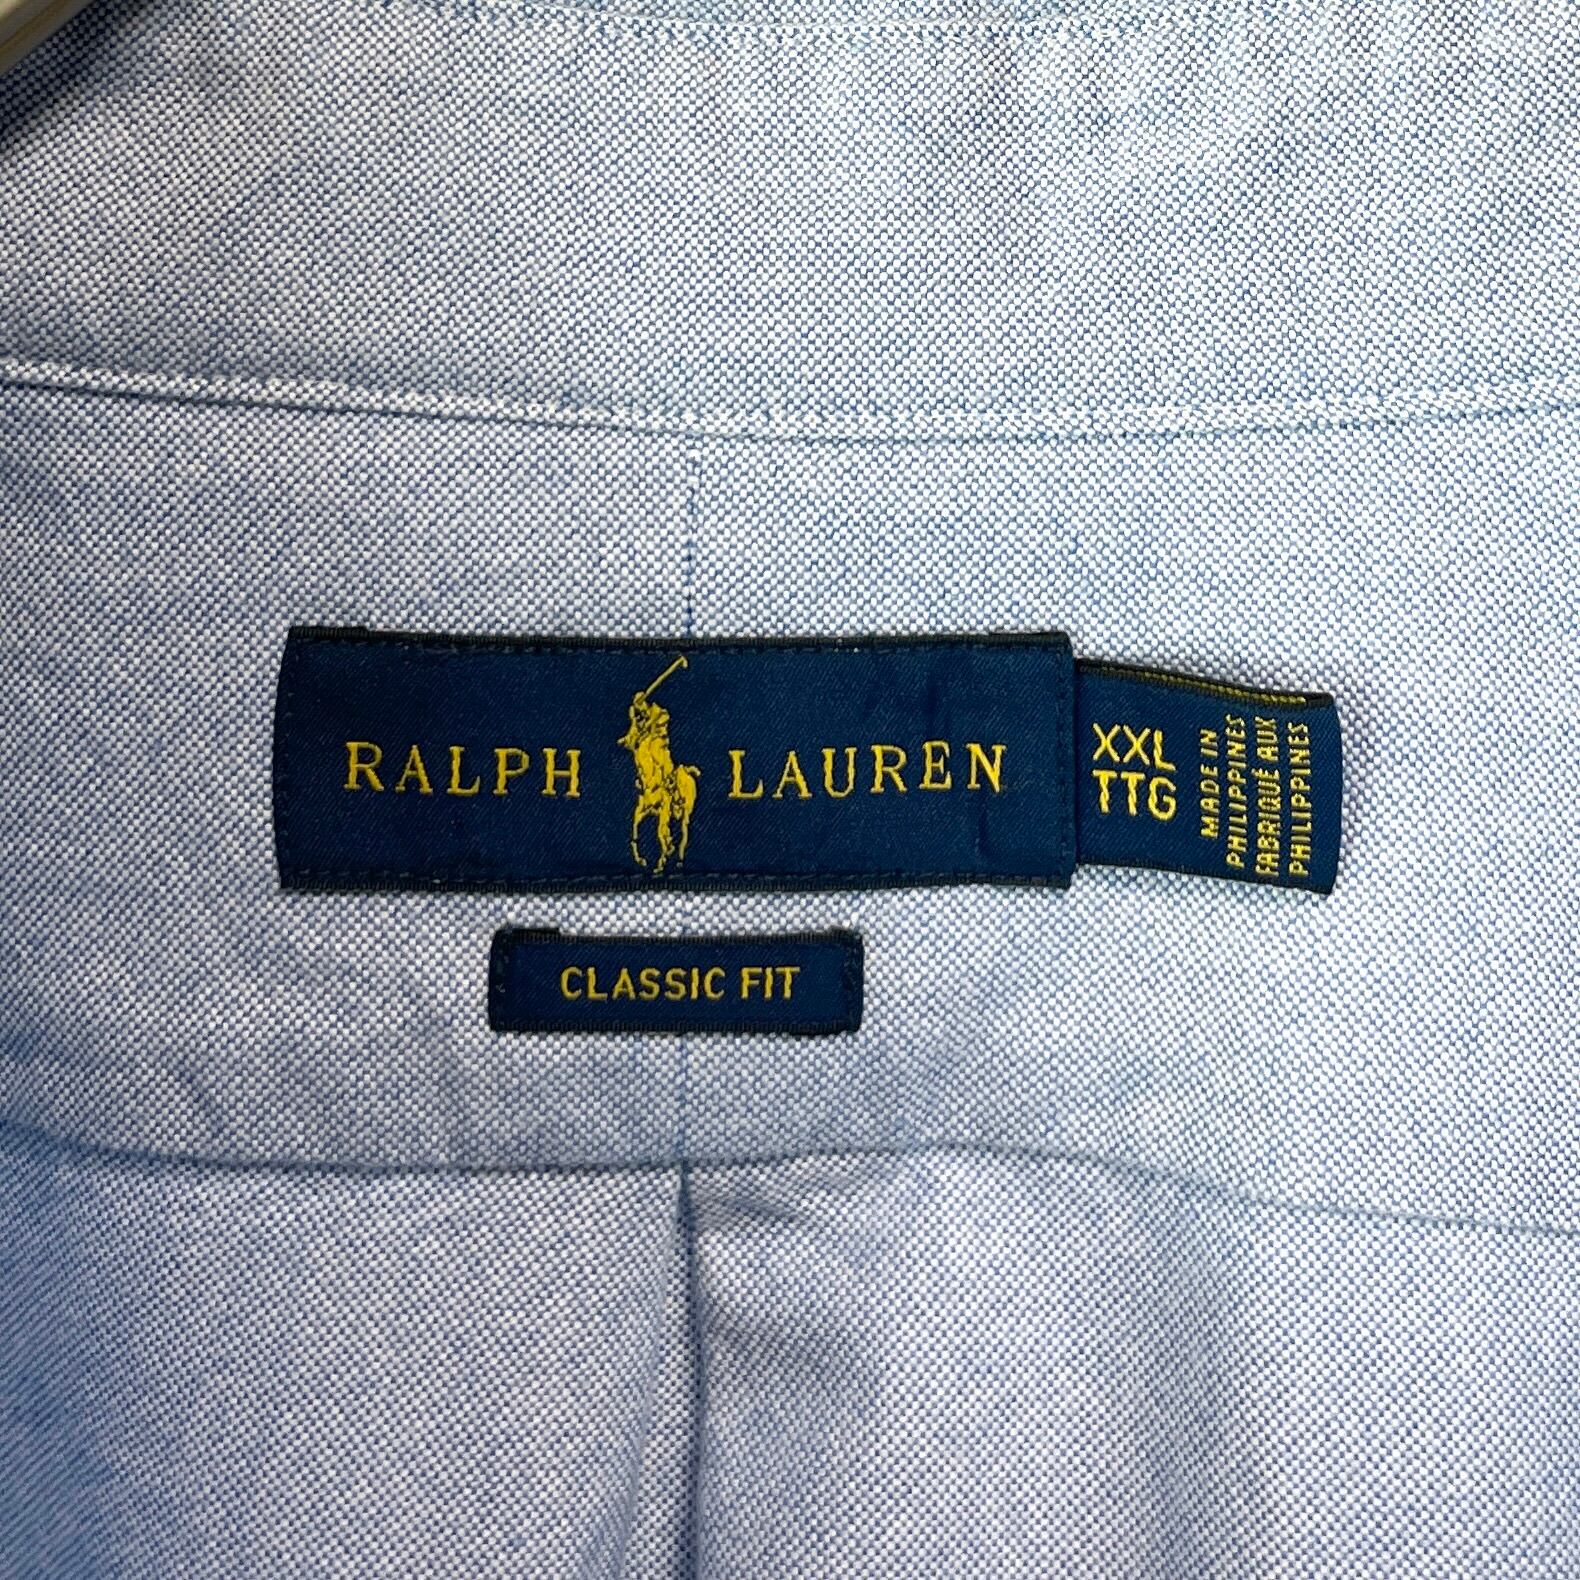 RALPH LAUREN
XXL
TTG
MADE IN
PHILIPPINES
FABRIQUÉ AUX
PHILIPPINES
CLASSIC FIT